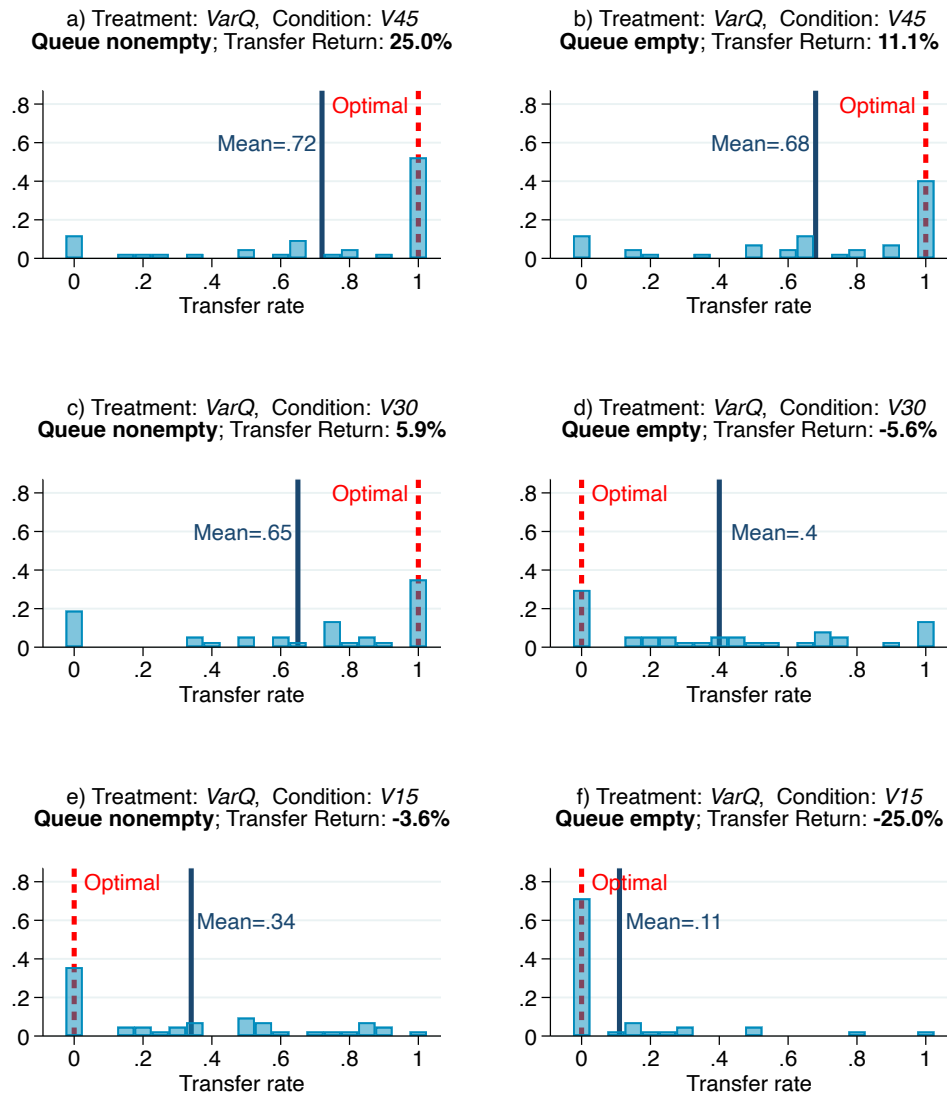 a) Treatment: VarQ, Condition: V45
Queue nonempty; Transfer Return: 25.0%
Optimal
Mean=.72
.8
.6
.4
.2
0
0 .2 .4 .6 .8 1
Transfer rate
b) Treatment: VarQ, Condition: V45
Queue empty; Transfer Return: 11.1%
Optimal
Mean=.68
.8
.6
.4
.2
0
0 .2 .4 .6 .8 1
Transfer rate
c) Treatment: VarQ, Condition: V30
Queue nonempty; Transfer Return: 5.9%
Optimal
Mean=.65
.8
.6
.4
.2
0
0 .2 .4 .6 .8 1
Transfer rate
d) Treatment: VarQ, Condition: V30
Queue empty; Transfer Return: -5.6%
Optimal
Mean=.4
.8
.6
.4
.2
0
0 .2 .4 .6 .8 1
Transfer rate
e) Treatment: VarQ, Condition: V15
Queue nonempty; Transfer Return: -3.6%
Optimal
Mean=.34
.8
.6
.4
.2
0
0 .2 .4 .6 .8 1
Transfer rate
f) Treatment: VarQ, Condition: V15
Queue empty; Transfer Return: -25.0%
Optimal
Mean=.11
.8
.6
.4
.2
0
0 .2 .4 .6 .8 1
Transfer rate